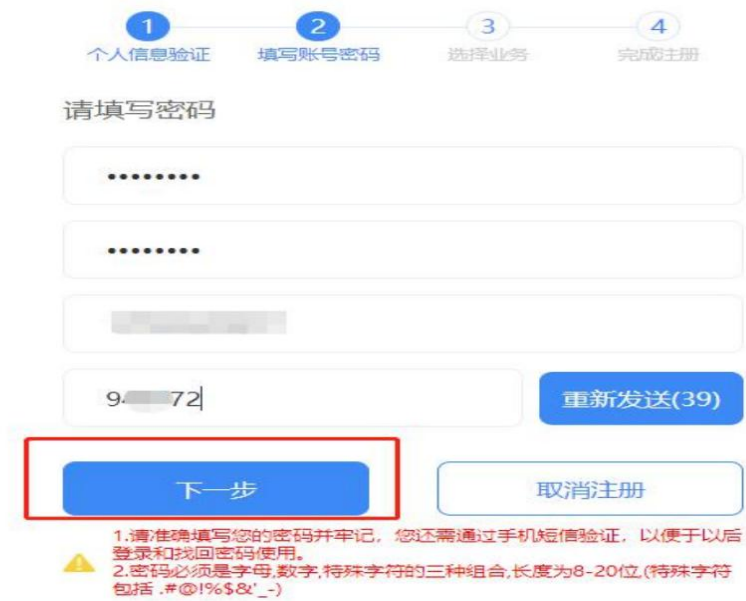 1 2 3 4
个人信息验证 填写账号密码 选择业务 完成注册
请填写密码
••••••••
••••••••
72 重新发送(39)
下一步 取消注册
1.请准确填写您的密码并牢记，您还需通过手机短信验证，以便于以后
登录和找回密码使用。
2.密码必须是字母,数字,特殊字符的三种组合,长度为8-20位,(特殊字符
包括 .#@!%$&'_-)